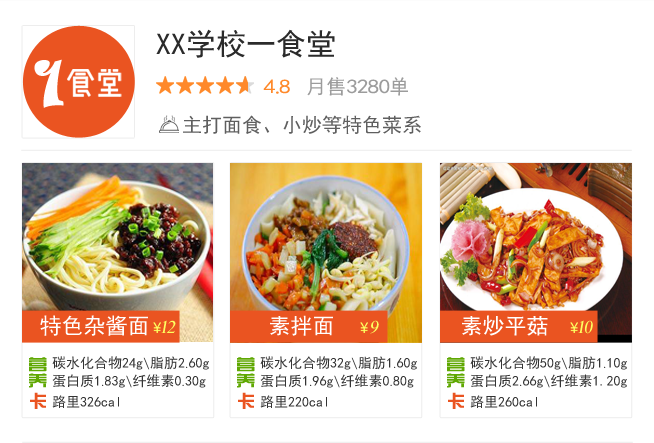 XX学校一食堂
1食堂
4.8 月售3280单
主打面食、小炒等特色菜系
特色杂酱面 ¥12
素拌面 ¥9
素炒平菇 ¥10
营养 碳水化合物24g\脂肪2.60g
蛋白质1.83g\纤维素0.30g
卡 路里326cal
营养 碳水化合物32g\脂肪1.60g
蛋白质1.96g\纤维素0.80g
卡 路里220cal
营养 碳水化合物50g\脂肪1.10g
蛋白质2.66g\纤维素1.20g
卡 路里260cal